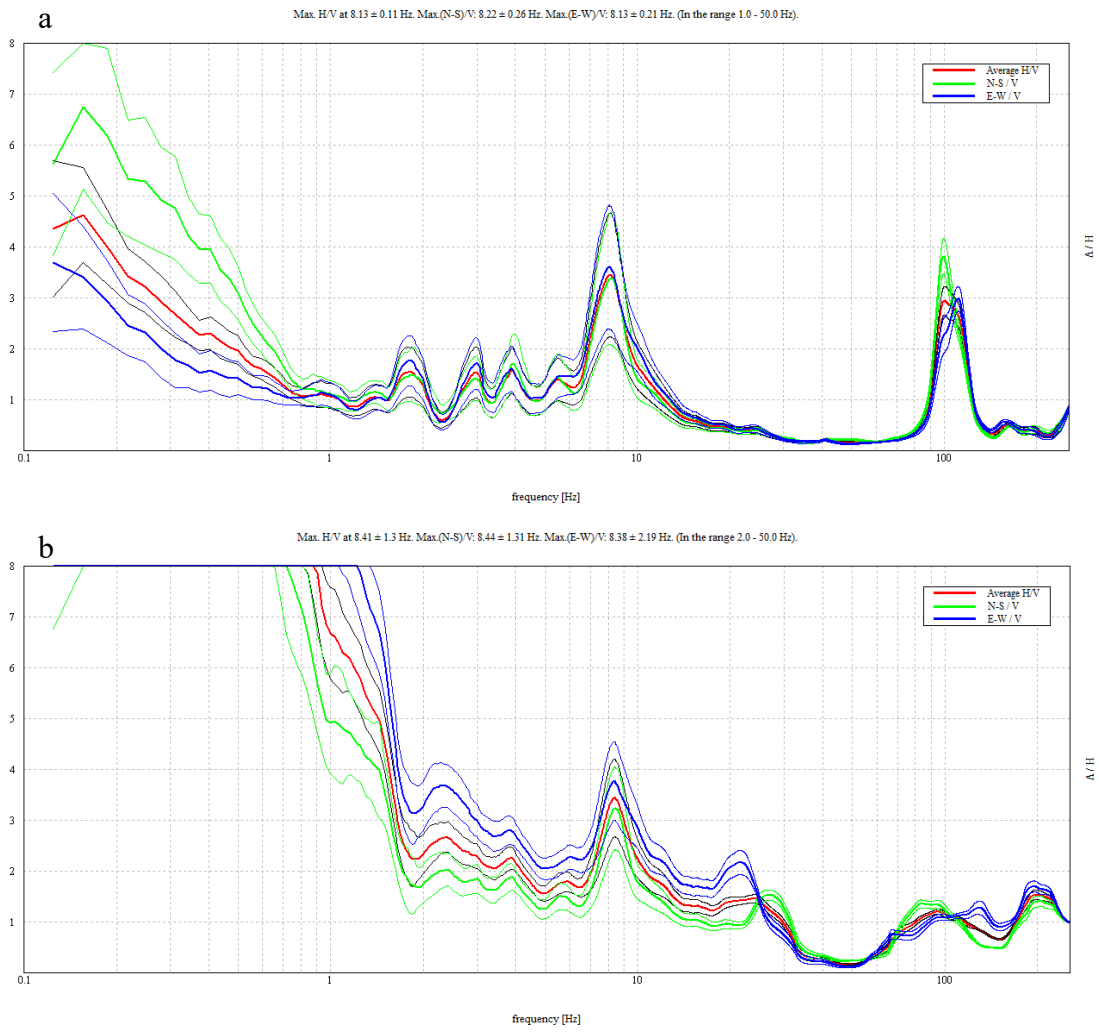 a
Max. H/V at 8.13 ± 0.11 Hz. Max.(N-S)/V: 8.22 ± 0.26 Hz. Max.(E-W)/V: 8.13 ± 0.21 Hz. (In the range 1.0 - 50.0 Hz).
8
7
6
5
4
3
2
1
Average H/V
N-S / V
E-W / V
H / V
0.1
1
10
100
frequency [Hz]
b
Max. H/V at 8.41 ± 1.3 Hz. Max.(N-S)/V: 8.44 ± 1.31 Hz. Max.(E-W)/V: 8.38 ± 2.19 Hz. (In the range 2.0 - 50.0 Hz).
8
7
6
5
4
3
2
1
Average H/V
N-S / V
E-W / V
H / V
0.1
1
10
100
frequency [Hz]